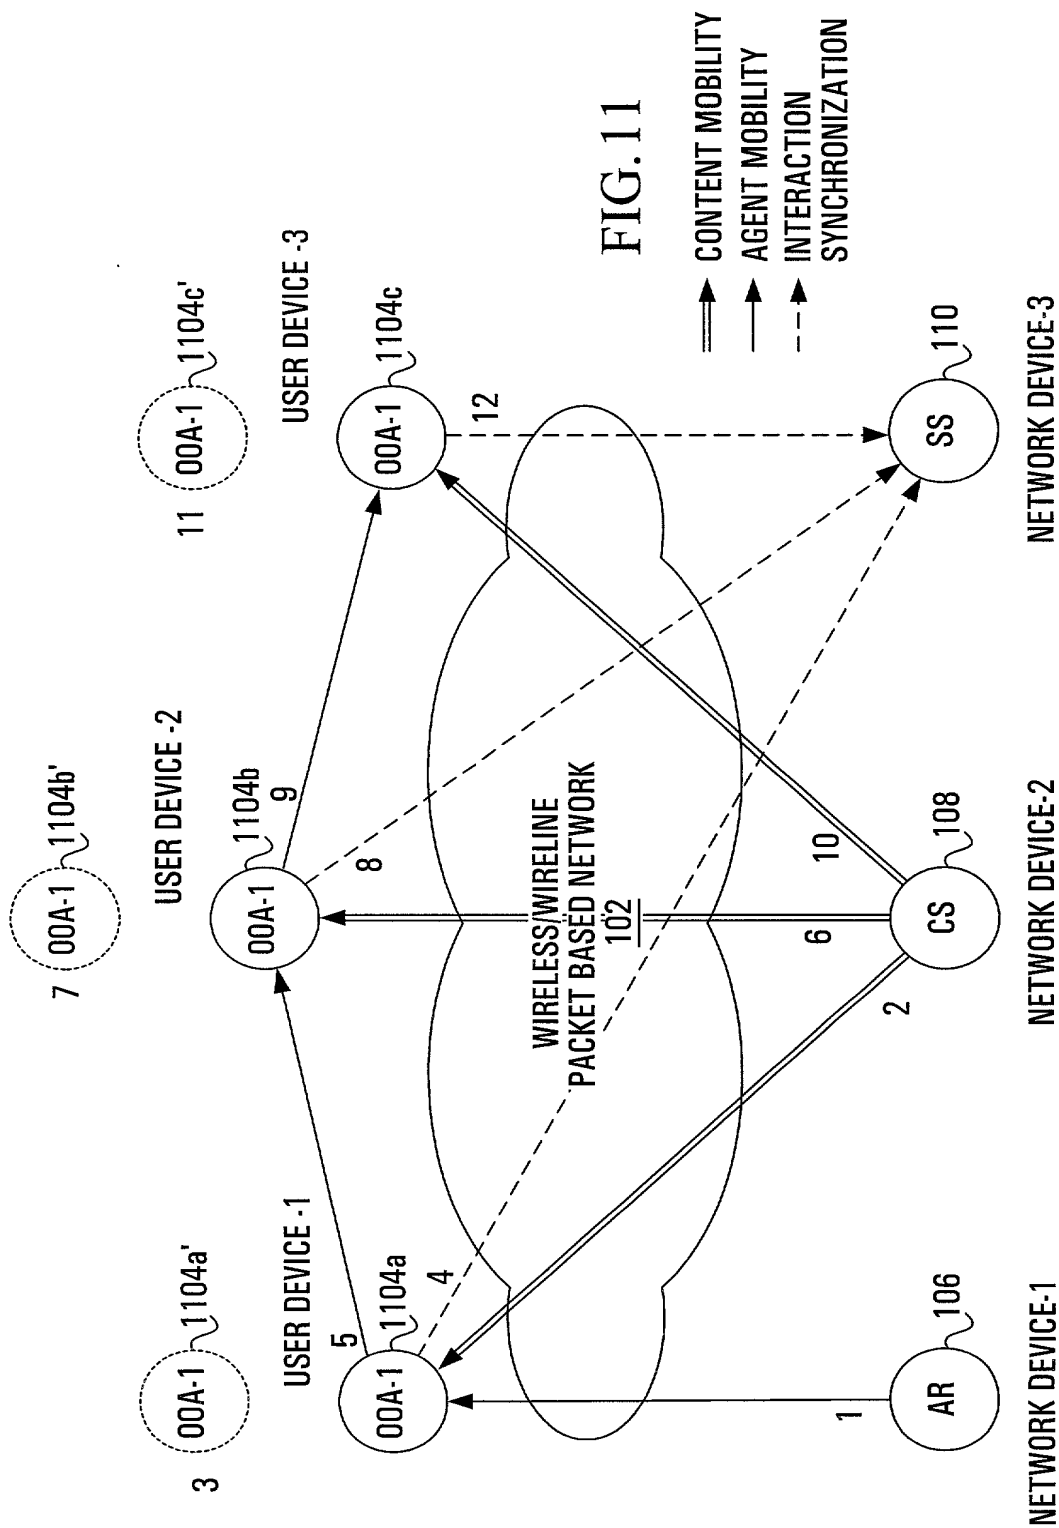 7
OOA-1
1104b'
3
OOA-1
1104a'
11
OOA-1
1104c'
USER DEVICE -2
USER DEVICE -1
USER DEVICE -3
OOA-1
1104b
5
9
OOA-1
1104a
8
OOA-1
1104c
4
12
WIRELESS/WIRELINE
PACKET BASED NETWORK
102
FIG.11
CONTENT MOBILITY
AGENT MOBILITY
INTERACTION
SYNCHRONIZATION
1
2
6
10
AR
106
CS
108
SS
110
NETWORK DEVICE-1
NETWORK DEVICE-2
NETWORK DEVICE-3